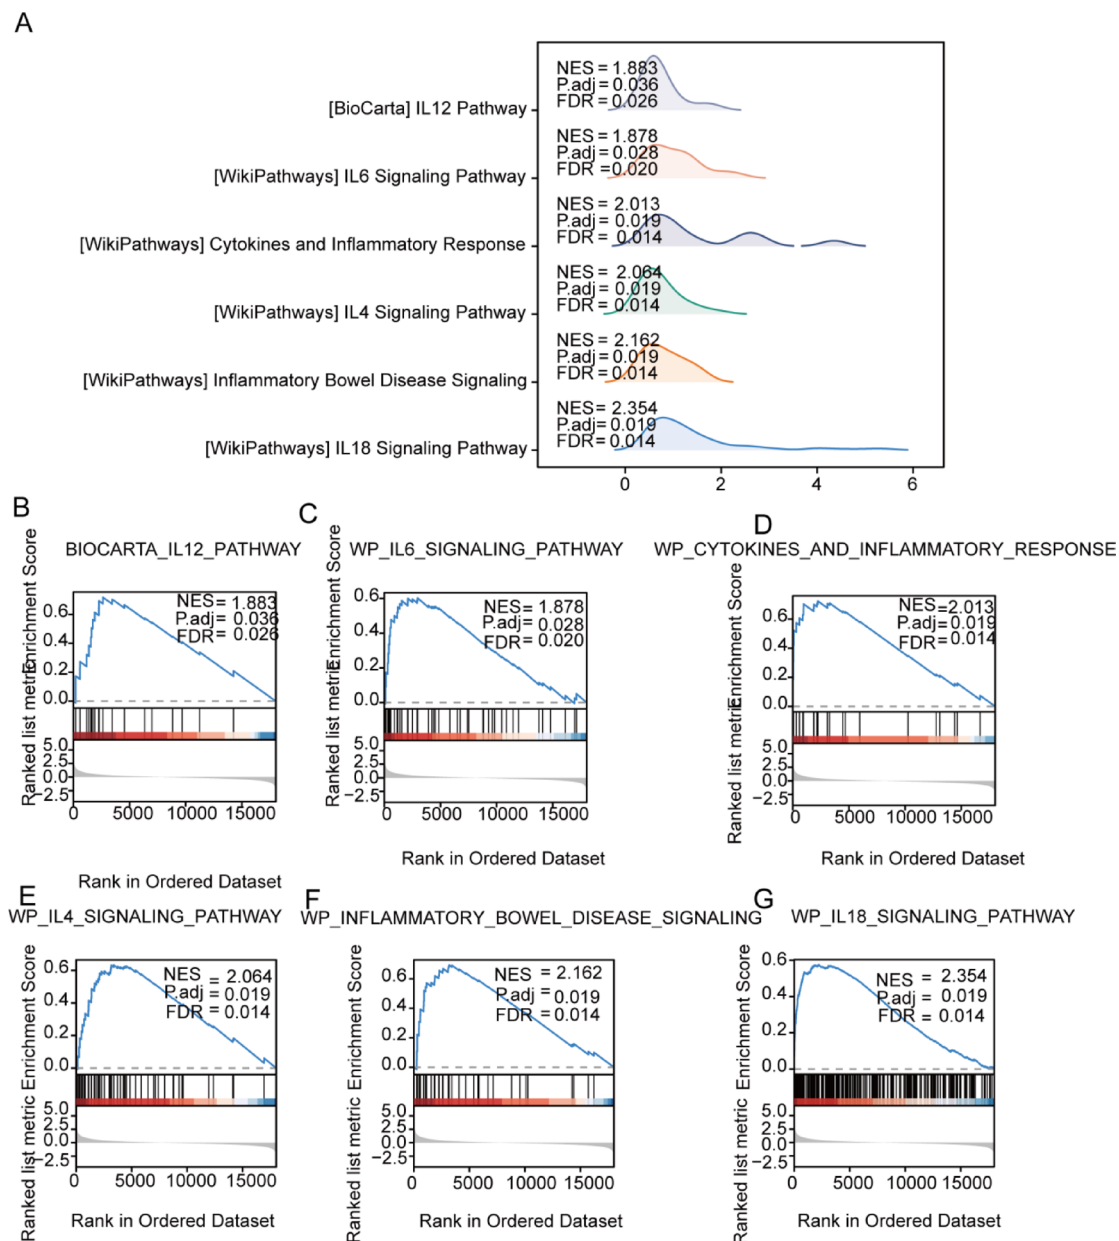 A
[BioCarta] IL12 Pathway
NES = 1.883
P.adj = 0.036
FDR = 0.026
[WikiPathways] IL6 Signaling Pathway
NES = 1.878
P.adj = 0.028
FDR = 0.020
[WikiPathways] Cytokines and Inflammatory Response
NES = 2.013
P.adj = 0.019
FDR = 0.014
[WikiPathways] IL4 Signaling Pathway
NES = 2.064
P.adj = 0.019
FDR = 0.014
[WikiPathways] Inflammatory Bowel Disease Signaling
NES = 2.162
P.adj = 0.019
FDR = 0.014
[WikiPathways] IL18 Signaling Pathway
NES = 2.354
P.adj = 0.019
FDR = 0.014
0 2 4 6
B
BIOCARTA_IL12_PATHWAY
Enrichment Score
Ranked list metric
NES = 1.883
P.adj = 0.036
FDR = 0.026
0.6
0.4
0.2
0.0
5.0
2.5
0.0
−2.5
0 5000 10000 15000
Rank in Ordered Dataset
C
WP_IL6_SIGNALING_PATHWAY
Enrichment Score
Ranked list metric
NES = 1.878
P.adj = 0.028
FDR = 0.020
0.6
0.4
0.2
0.0
5.0
2.5
0.0
−2.5
0 5000 10000 15000
Rank in Ordered Dataset
D
WP_CYTOKINES_AND_INFLAMMATORY_RESPONSE
Enrichment Score
Ranked list metric
NES = 2.013
P.adj = 0.019
FDR = 0.014
0.6
0.4
0.2
0.0
5.0
2.5
0.0
−2.5
0 5000 10000 15000
Rank in Ordered Dataset
E
WP_IL4_SIGNALING_PATHWAY
Enrichment Score
Ranked list metric
NES = 2.064
P.adj = 0.019
FDR = 0.014
0.6
0.4
0.2
0.0
5.0
2.5
0.0
−2.5
0 5000 10000 15000
Rank in Ordered Dataset
F
WP_INFLAMMATORY_BOWEL_DISEASE_SIGNALING
Enrichment Score
Ranked list metric
NES = 2.162
P.adj = 0.019
FDR = 0.014
0.6
0.4
0.2
0.0
5.0
2.5
0.0
−2.5
0 5000 10000 15000
Rank in Ordered Dataset
G
WP_IL18_SIGNALING_PATHWAY
Enrichment Score
Ranked list metric
NES = 2.354
P.adj = 0.019
FDR = 0.014
0.6
0.4
0.2
0.0
5.0
2.5
0.0
−2.5
0 5000 10000 15000
Rank in Ordered Dataset